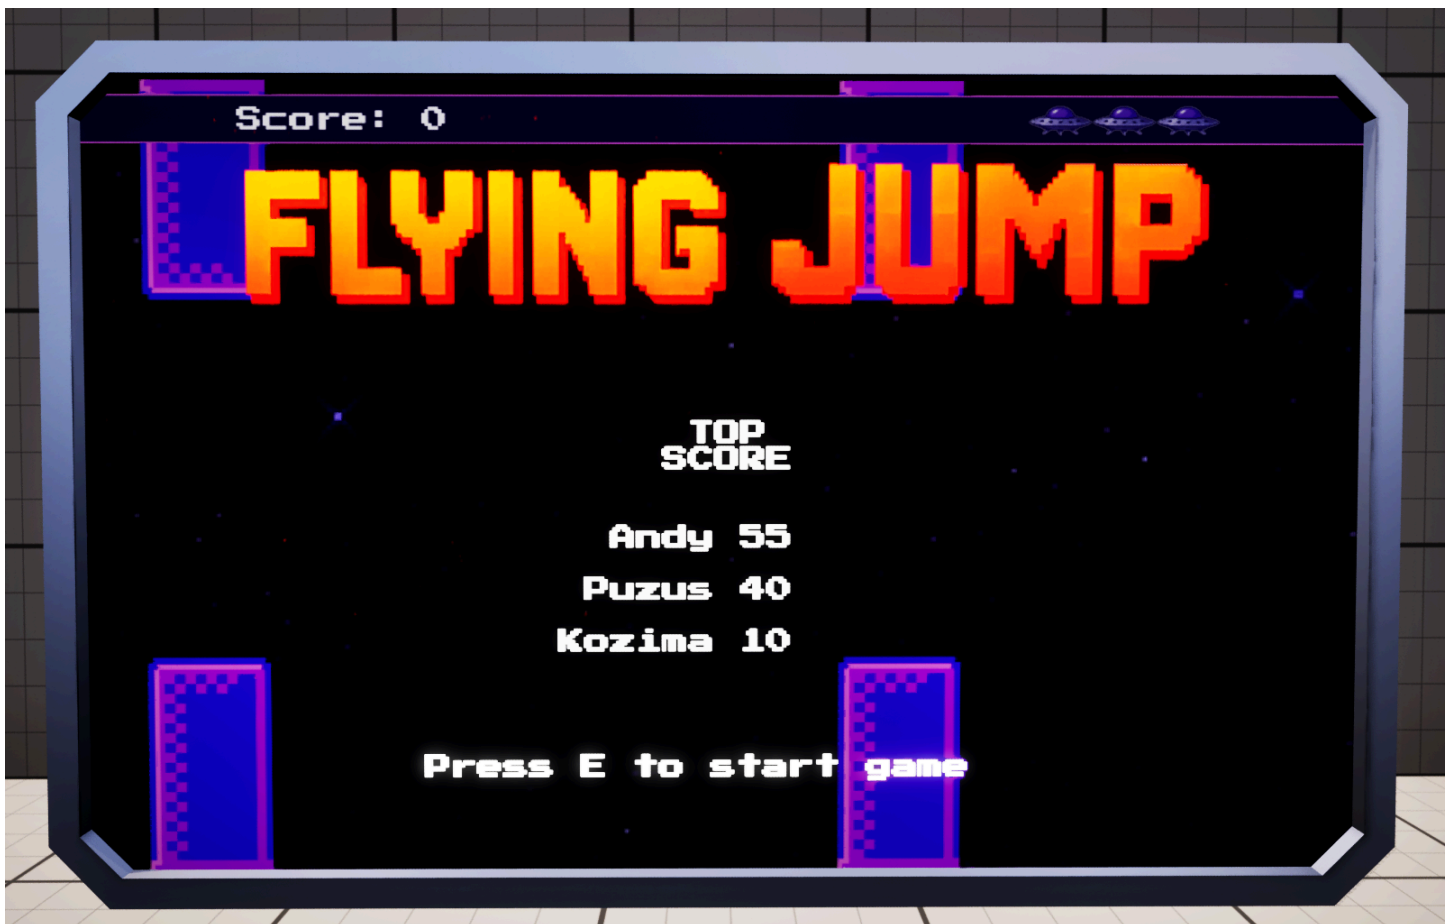 Score: 0
FLYING JUMP
TOP
SCORE
Andy 55
Puzus 40
Kozima 10
Press E to start game